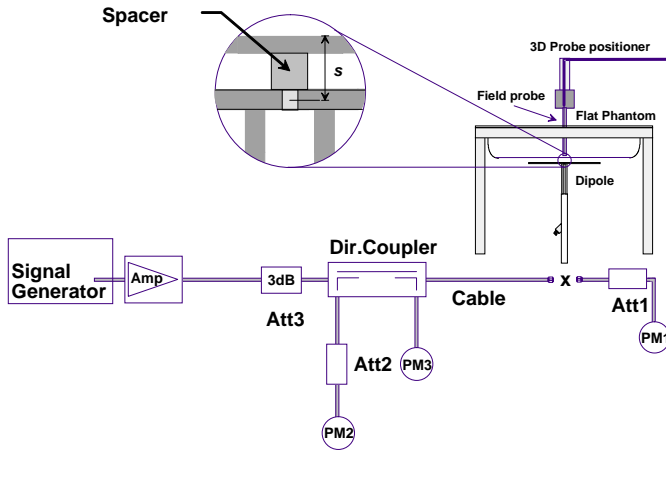 Spacer
s
3D Probe positioner
Field probe
Flat Phantom
Dipole
Dir.Coupler
Signal
Generator
Amp
3dB
Att3
Cable
x
Att1
PM1
Att2
PM3
PM2